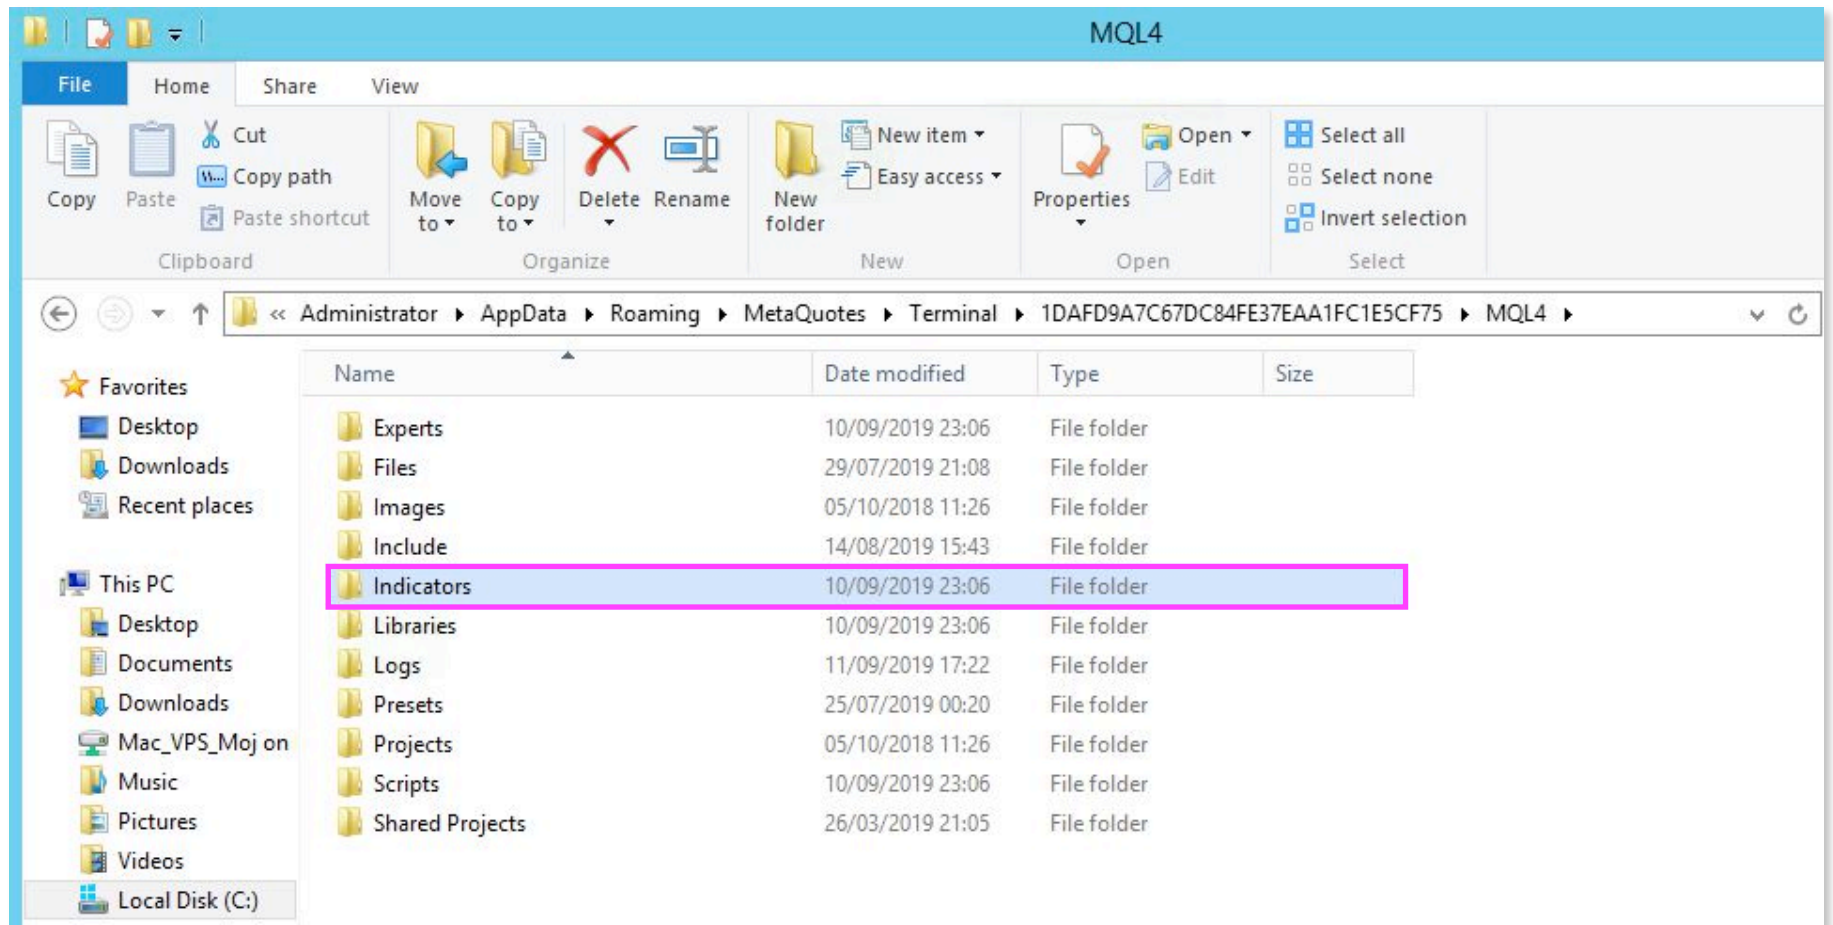 MQL4
File Home Share View
Copy
Paste
Cut
Copy path
Paste shortcut
Clipboard
Move to
Copy to
Delete
Rename
Organize
New folder
New item
Easy access
New
Properties
Open
Edit
Open
Select all
Select none
Invert selection
Select
« Administrator AppData Roaming MetaQuotes Terminal 1DAFD9A7C67DC84FE37EAA1FC1E5CF75 MQL4
Favorites
Desktop
Downloads
Recent places
This PC
Desktop
Documents
Downloads
Mac_VPS_Moj on
Music
Pictures
Videos
Local Disk (C:)
Name Date modified Type Size
Experts 10/09/2019 23:06 File folder
Files 29/07/2019 21:08 File folder
Images 05/10/2018 11:26 File folder
Include 14/08/2019 15:43 File folder
Indicators 10/09/2019 23:06 File folder
Libraries 10/09/2019 23:06 File folder
Logs 11/09/2019 17:22 File folder
Presets 25/07/2019 00:20 File folder
Projects 05/10/2018 11:26 File folder
Scripts 10/09/2019 23:06 File folder
Shared Projects 26/03/2019 21:05 File folder